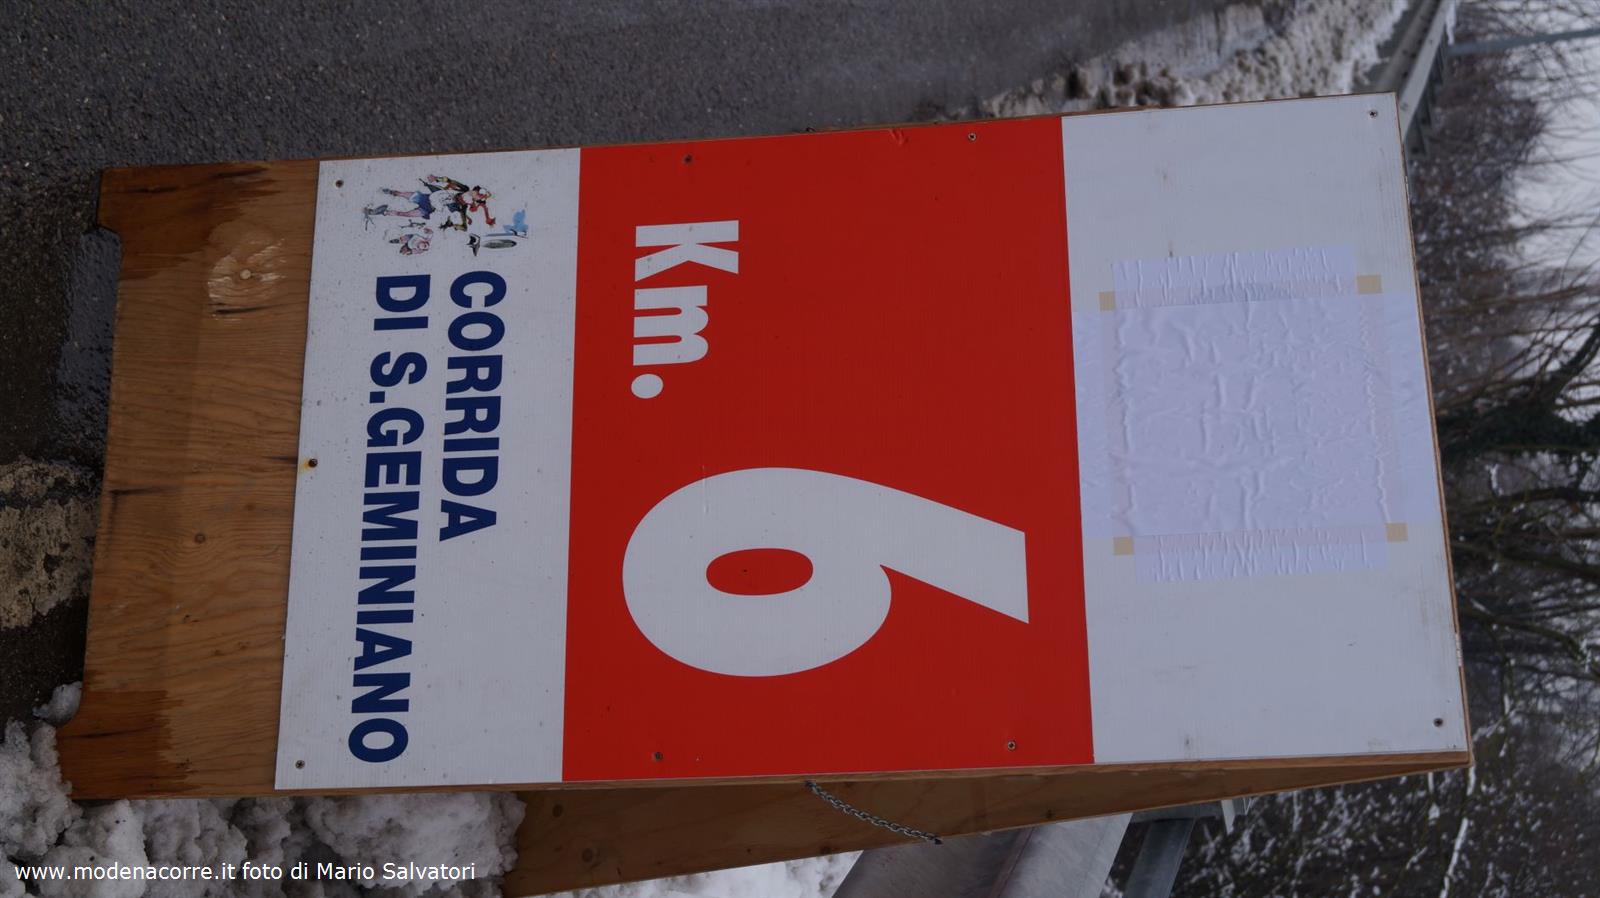 Km. 6
CORRIDA
DI S.GEMINIANO
www.modenacorre.it foto di Mario Salvatori